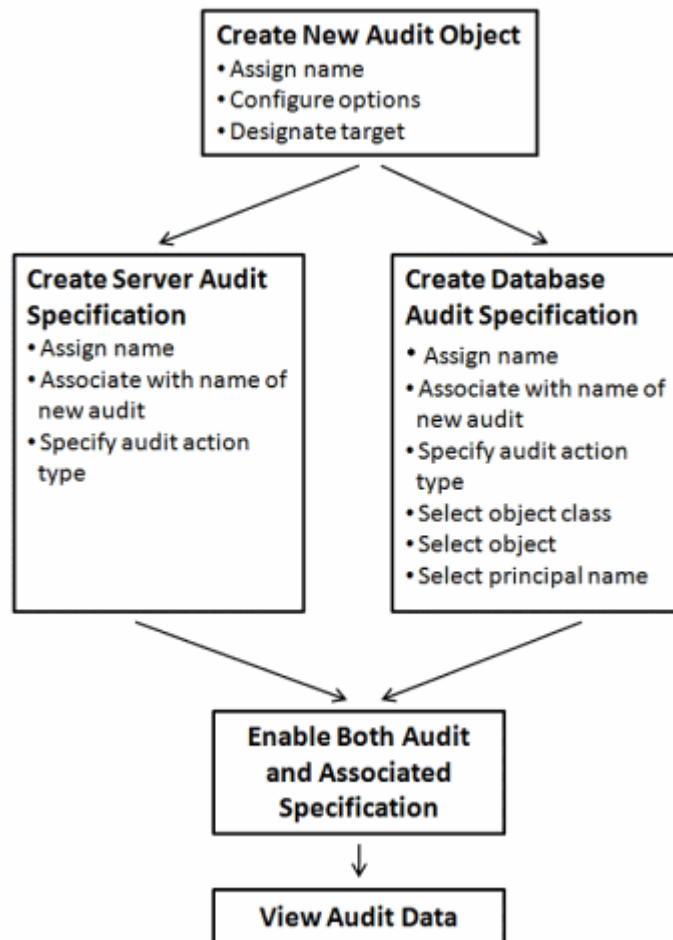 Create New Audit Object
• Assign name
• Configure options
• Designate target
Create Server Audit
Specification
• Assign name
• Associate with name of
new audit
• Specify audit action
type
Create Database
Audit Specification
• Assign name
• Associate with name of
new audit
• Specify audit action
type
• Select object class
• Select object
• Select principal name
Enable Both Audit
and Associated
Specification
View Audit Data